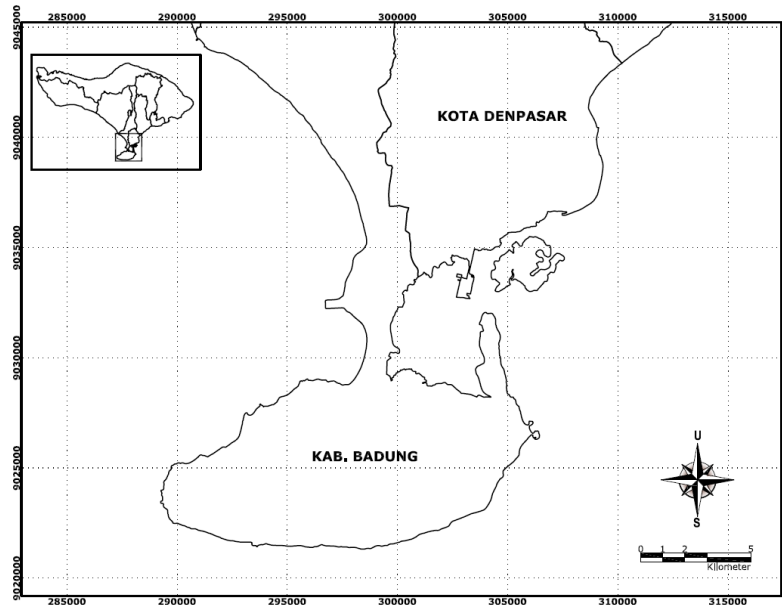 285000 290000 295000 300000 305000 310000 315000
9045000
KOTA DENPASAR
9040000
9035000
9030000
KAB. BADUNG
9025000
U
S
0 1 2 5
Kilometer
9020000
285000 290000 295000 300000 305000 310000 315000